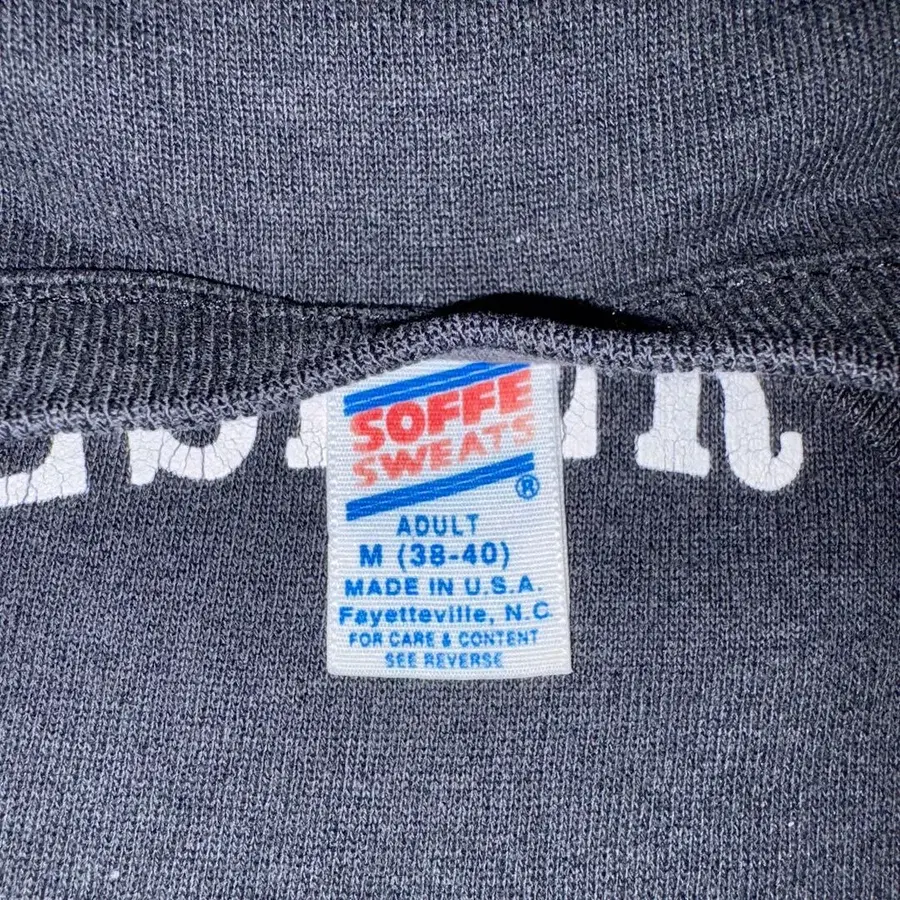 SOFFE
SWEATS
®
ADULT
M (38-40)
MADE IN U.S.A.
Fayetteville, N.C.
FOR CARE & CONTENT
SEE REVERSE